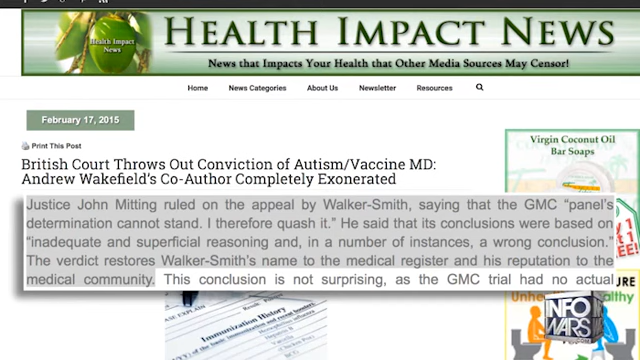 Health Impact News
Health Impact News
News that Impacts Your Health that Other Media Sources May Censor!
Home News Categories About Us Newsletter Resources
February 17, 2015
Print This Post
British Court Throws Out Conviction of Autism/Vaccine MD:
Andrew Wakefield's Co-Author Completely Exonerated
Justice John Mitting ruled on the appeal by Walker-Smith, saying that the GMC “panel’s
determination cannot stand. I therefore quash it.” He said that its conclusions were based on
“inadequate and superficial reasoning and, in a number of instances, a wrong conclusion.”
The verdict restores Walker-Smith’s name to the medical register and his reputation to the
medical community. This conclusion is not surprising, as the GMC trial had no actual
Virgin Coconut Oil
Bar Soaps
Immunization History
INFO
WARS